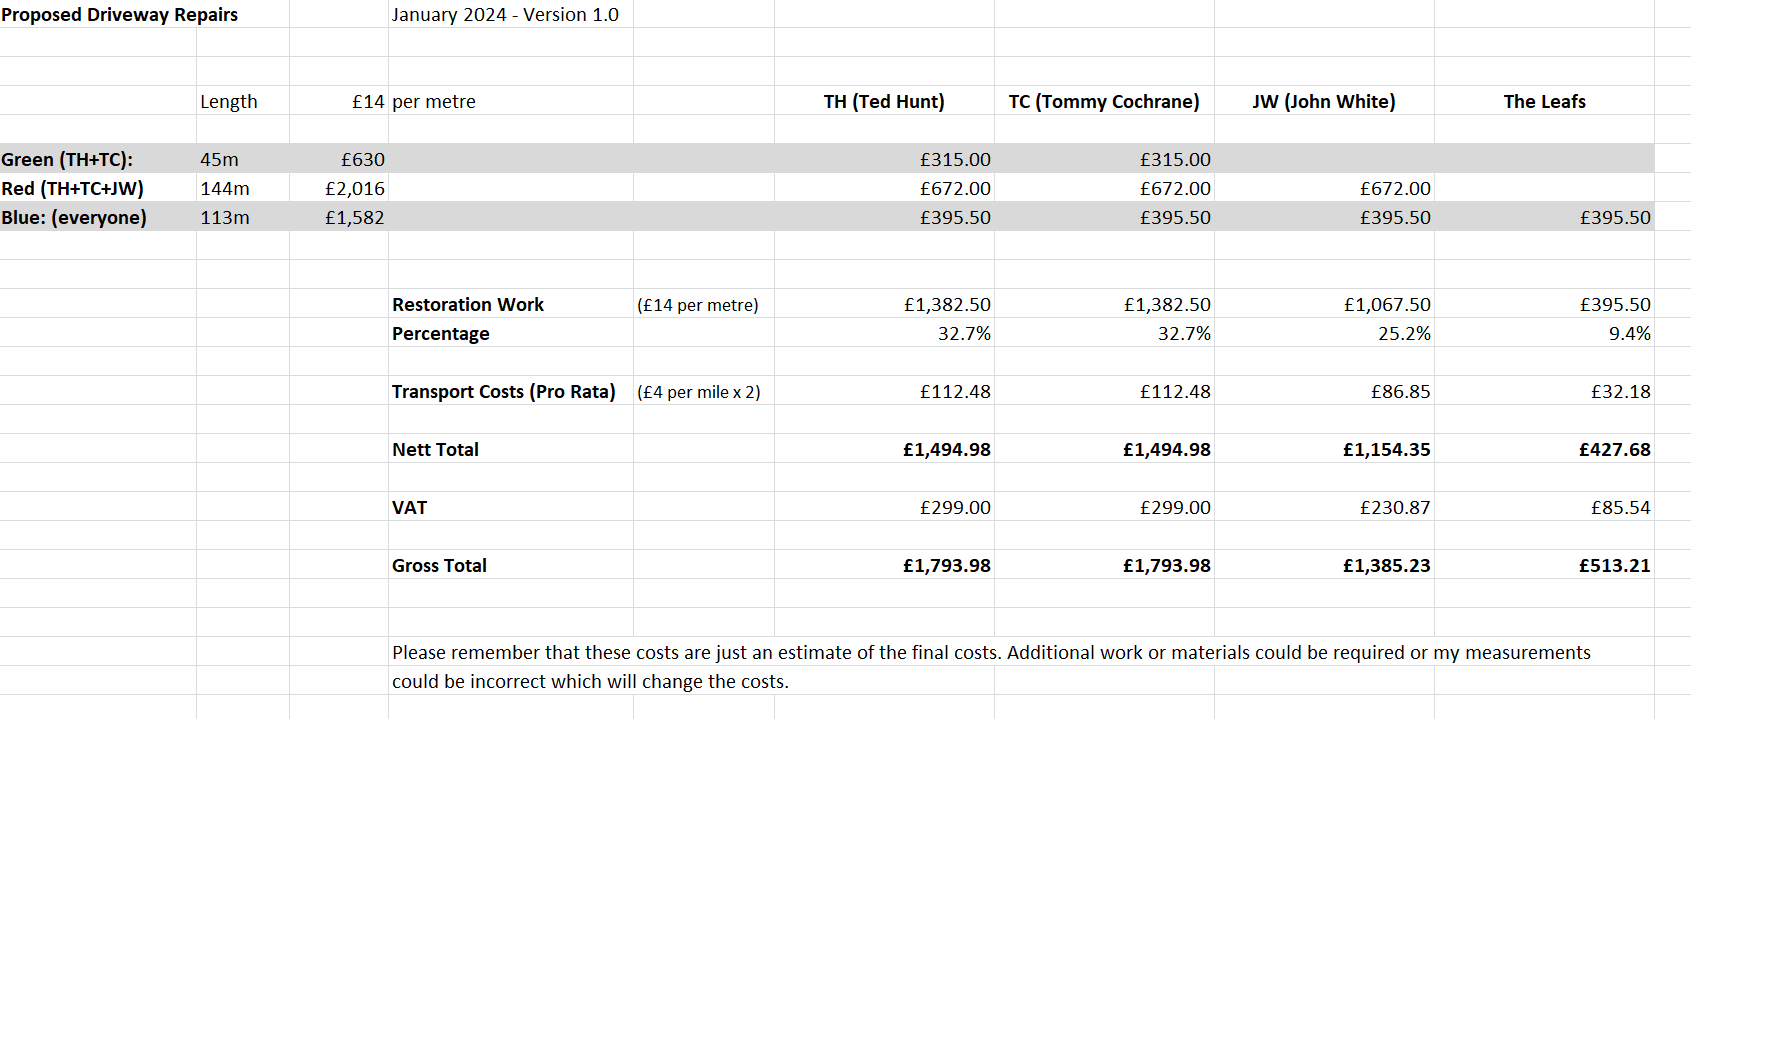 Proposed Driveway Repairs January 2024 - Version 1.0
Length £14 per metre TH (Ted Hunt) TC (Tommy Cochrane) JW (John White) The Leafs
Green (TH+TC): 45m £630 £315.00 £315.00
Red (TH+TC+JW) 144m £2,016 £672.00 £672.00 £672.00
Blue: (everyone) 113m £1,582 £395.50 £395.50 £395.50 £395.50
Restoration Work (£14 per metre) £1,382.50 £1,382.50 £1,067.50 £395.50
Percentage 32.7% 32.7% 25.2% 9.4%
Transport Costs (Pro Rata) (£4 per mile x 2) £112.48 £112.48 £86.85 £32.18
Nett Total £1,494.98 £1,494.98 £1,154.35 £427.68
VAT £299.00 £299.00 £230.87 £85.54
Gross Total £1,793.98 £1,793.98 £1,385.23 £513.21
Please remember that these costs are just an estimate of the final costs. Additional work or materials could be required or my measurements
could be incorrect which will change the costs.